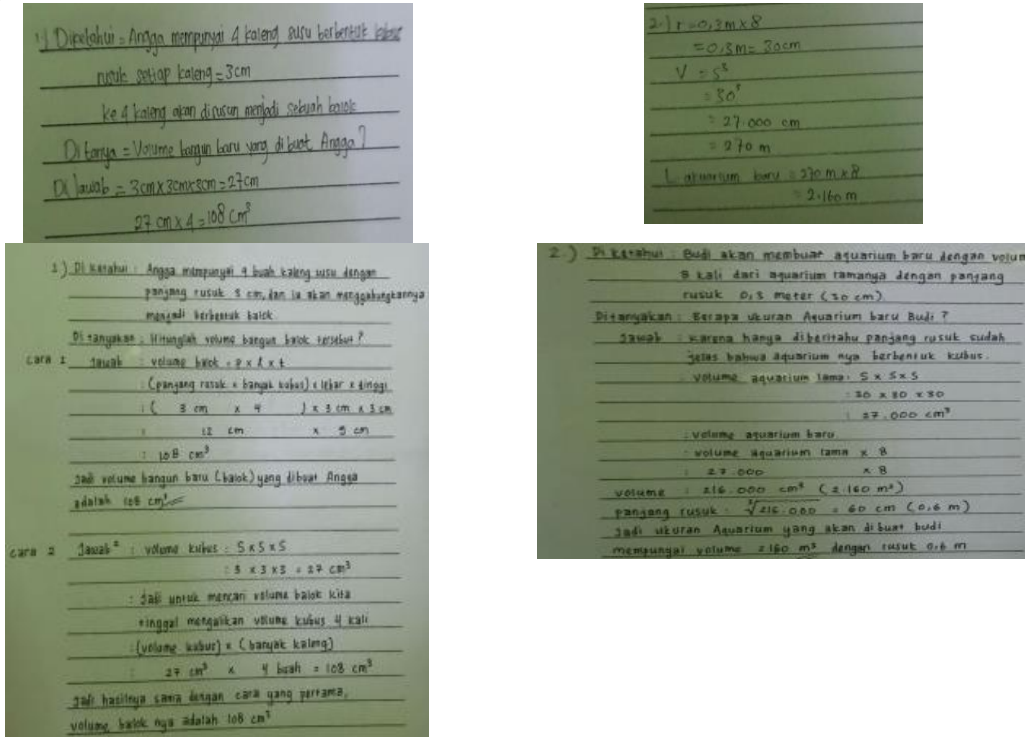 1.) Diketahui = Angga mempunyai 4 kaleng susu berbentuk kubus
rusuk setiap kaleng = 3cm
ke 4 kaleng akan disusun menjadi sebuah balok
Ditanya = Volume bangun baru yang dibuat Angga?
Dijawab = 3cm x 3cm x 3cm = 27cm
27 cm x 4 = 108 cm³
2.) r = 0,3 m x 8
= 0,3m = 30cm
V = s³
= 30³
= 27.000 cm
= 270 m
L akuarium baru = 270 m x 8
= 2.160 m
1) Diketahui : Angga mempunyai 4 buah kaleng susu dengan
panjang rusuk 3 cm, dan ia akan menggabungkannya
menjadi berbentuk balok.
Ditanyakan : Hitunglah volume bangun balok tersebut?
cara 1 Jawab : volume balok = p x l x t
: (panjang rusuk x banyak kubus) x lebar x tinggi
: ( 3 cm x 4 ) x 3 cm x 3 cm
: 12 cm x 9 cm
: 108 cm³
Jadi volume bangun baru (balok) yang dibuat Angga
adalah 108 cm³
cara 2 Jawab² : volume kubus : S x S x S
: 3 x 3 x 3 = 27 cm³
: Jadi untuk mencari volume balok kita
tinggal mengalikan volume kubus 4 kali
: (volume kubus) x (banyak kaleng)
: 27 cm³ x 4 buah = 108 cm³
Jadi hasilnya sama dengan cara yang pertama,
volume balok nya adalah 108 cm³
2.) Diketahui : Budi akan membuat aquarium baru dengan volum
8 kali dari aquarium lamanya dengan panjang
rusuk 0,3 meter (30 cm).
Ditanyakan : Berapa ukuran Aquarium baru Budi ?
Jawab : karena hanya diberitahu panjang rusuk sudah
jelas bahwa aquarium nya berbentuk kubus.
: volume aquarium lama : S x S x S
: 30 x 30 x 30
: 27.000 cm³
: volume aquarium baru
: volume aquarium lama x 8
: 27.000 x 8
volume : 216.000 cm³ (2.160 m³)
panjang rusuk : ∛216.000 = 60 cm (0,6 m)
Jadi ukuran Aquarium yang akan dibuat budi
mempunyai volume 2160 m³ dengan rusuk 0,6 m